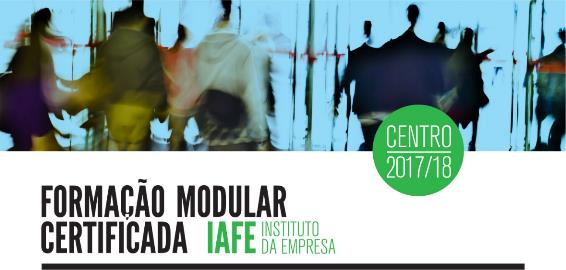 CENTRO
2017/18
FORMAÇÃO MODULAR
CERTIFICADA IAFE INSTITUTO
DA EMPRESA